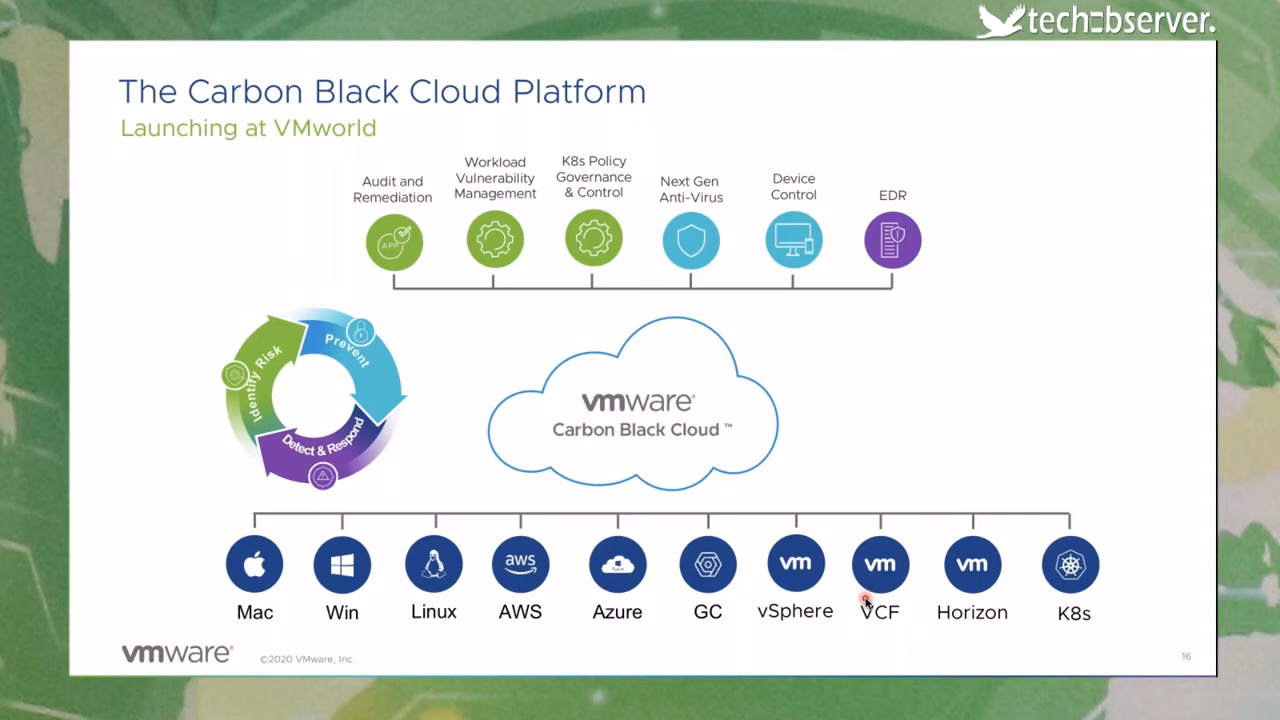 techobserver.
The Carbon Black Cloud Platform
Launching at VMworld
Audit and
Remediation
Workload
Vulnerability
Management
K8s Policy
Governance
& Control
Next Gen
Anti-Virus
Device
Control
EDR
APP
Identify Risk
Prevent
Detect & Respond
vmware®
Carbon Black Cloud ™
aws
vm
vm
vm
Mac
Win
Linux
AWS
Azure
GC
vSphere
VCF
Horizon
K8s
vmware®
©2020 VMware, Inc.
16